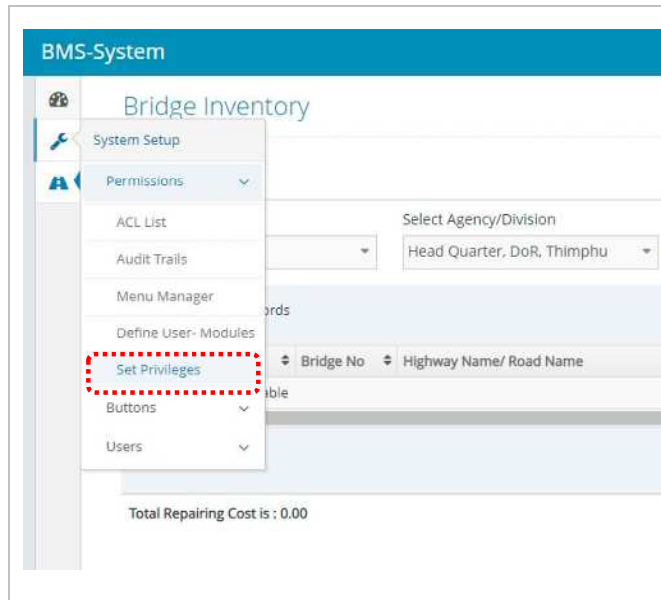 BMS-System
Bridge Inventory
System Setup
Permissions
ACL List
Select Agency/Division
Audit Trails
Head Quarter, DoR, Thimphu
Menu Manager
Define User- Modules
Set Privileges
Bridge No
Highway Name/ Road Name
Buttons
Users
Total Repairing Cost is : 0.00